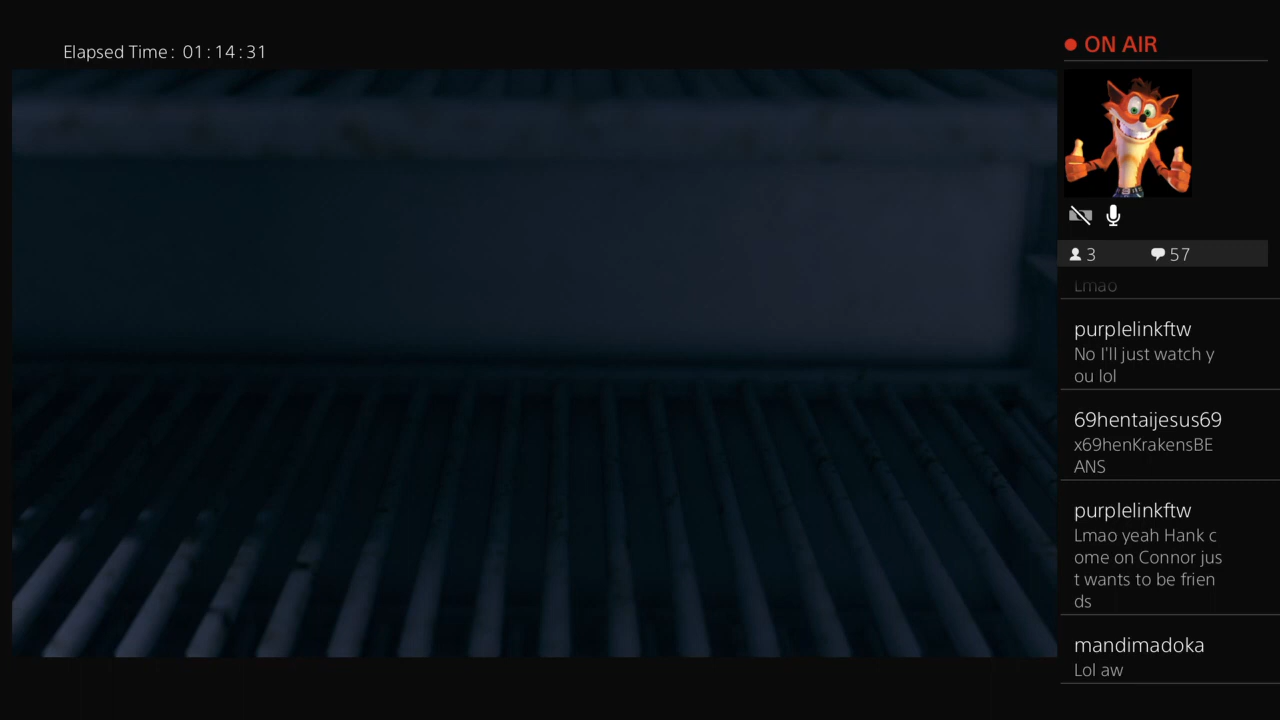 Elapsed Time: 01:14:31
ON AIR
3
57
Lmao
purplelinkftw
No I'll just watch y
ou lol
69hentaijesus69
x69henKrakensBE
ANS
purplelinkftw
Lmao yeah Hank c
ome on Connor jus
t wants to be frien
ds
mandimadoka
Lol aw